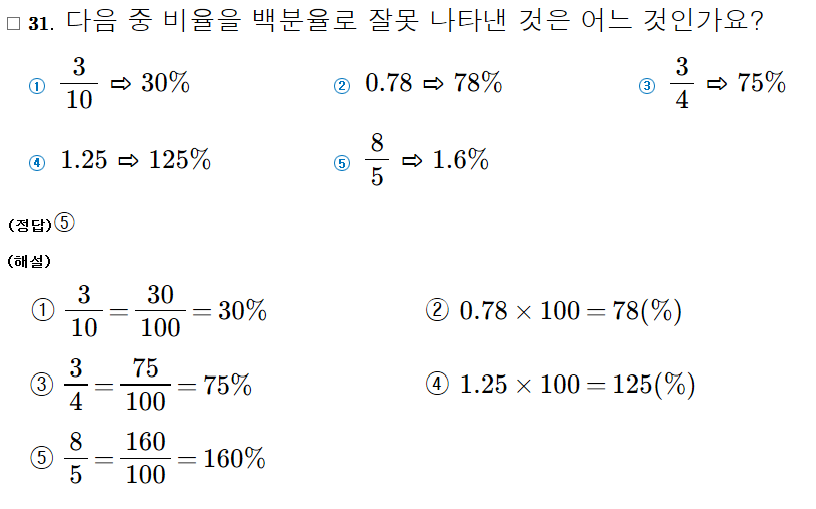 □ 31. 다음 중 비율을 백분율로 잘못 나타낸 것은 어느 것인가요?
① 3/10 ⇨ 30% ② 0.78 ⇨ 78% ③ 3/4 ⇨ 75%
④ 1.25 ⇨ 125% ⑤ 8/5 ⇨ 1.6%
(정답)⑤
(해설)
① 3/10 = 30/100 = 30% ② 0.78 × 100 = 78(%)
③ 3/4 = 75/100 = 75% ④ 1.25 × 100 = 125(%)
⑤ 8/5 = 160/100 = 160%